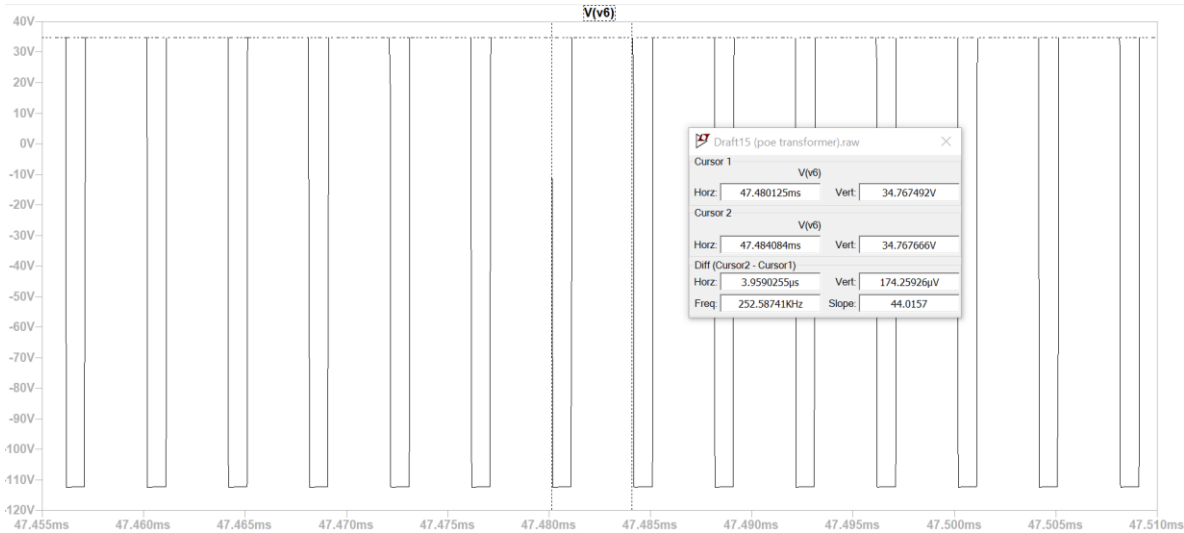 V(v6)
40V
30V
20V
10V
0V
-10V
-20V
-30V
-40V
-50V
-60V
-70V
-80V
-90V
-100V
-110V
-120V
47.455ms 47.460ms 47.465ms 47.470ms 47.475ms 47.480ms 47.485ms 47.490ms 47.495ms 47.500ms 47.505ms 47.510ms
Draft15 (poe transformer).raw
Cursor 1
V(v6)
Horz: 47.480125ms Vert: 34.767492V
Cursor 2
V(v6)
Horz: 47.484084ms Vert: 34.767666V
Diff (Cursor2 - Cursor1)
Horz: 3.9590255µs Vert: 174.25926µV
Freq: 252.58741KHz Slope: 44.0157